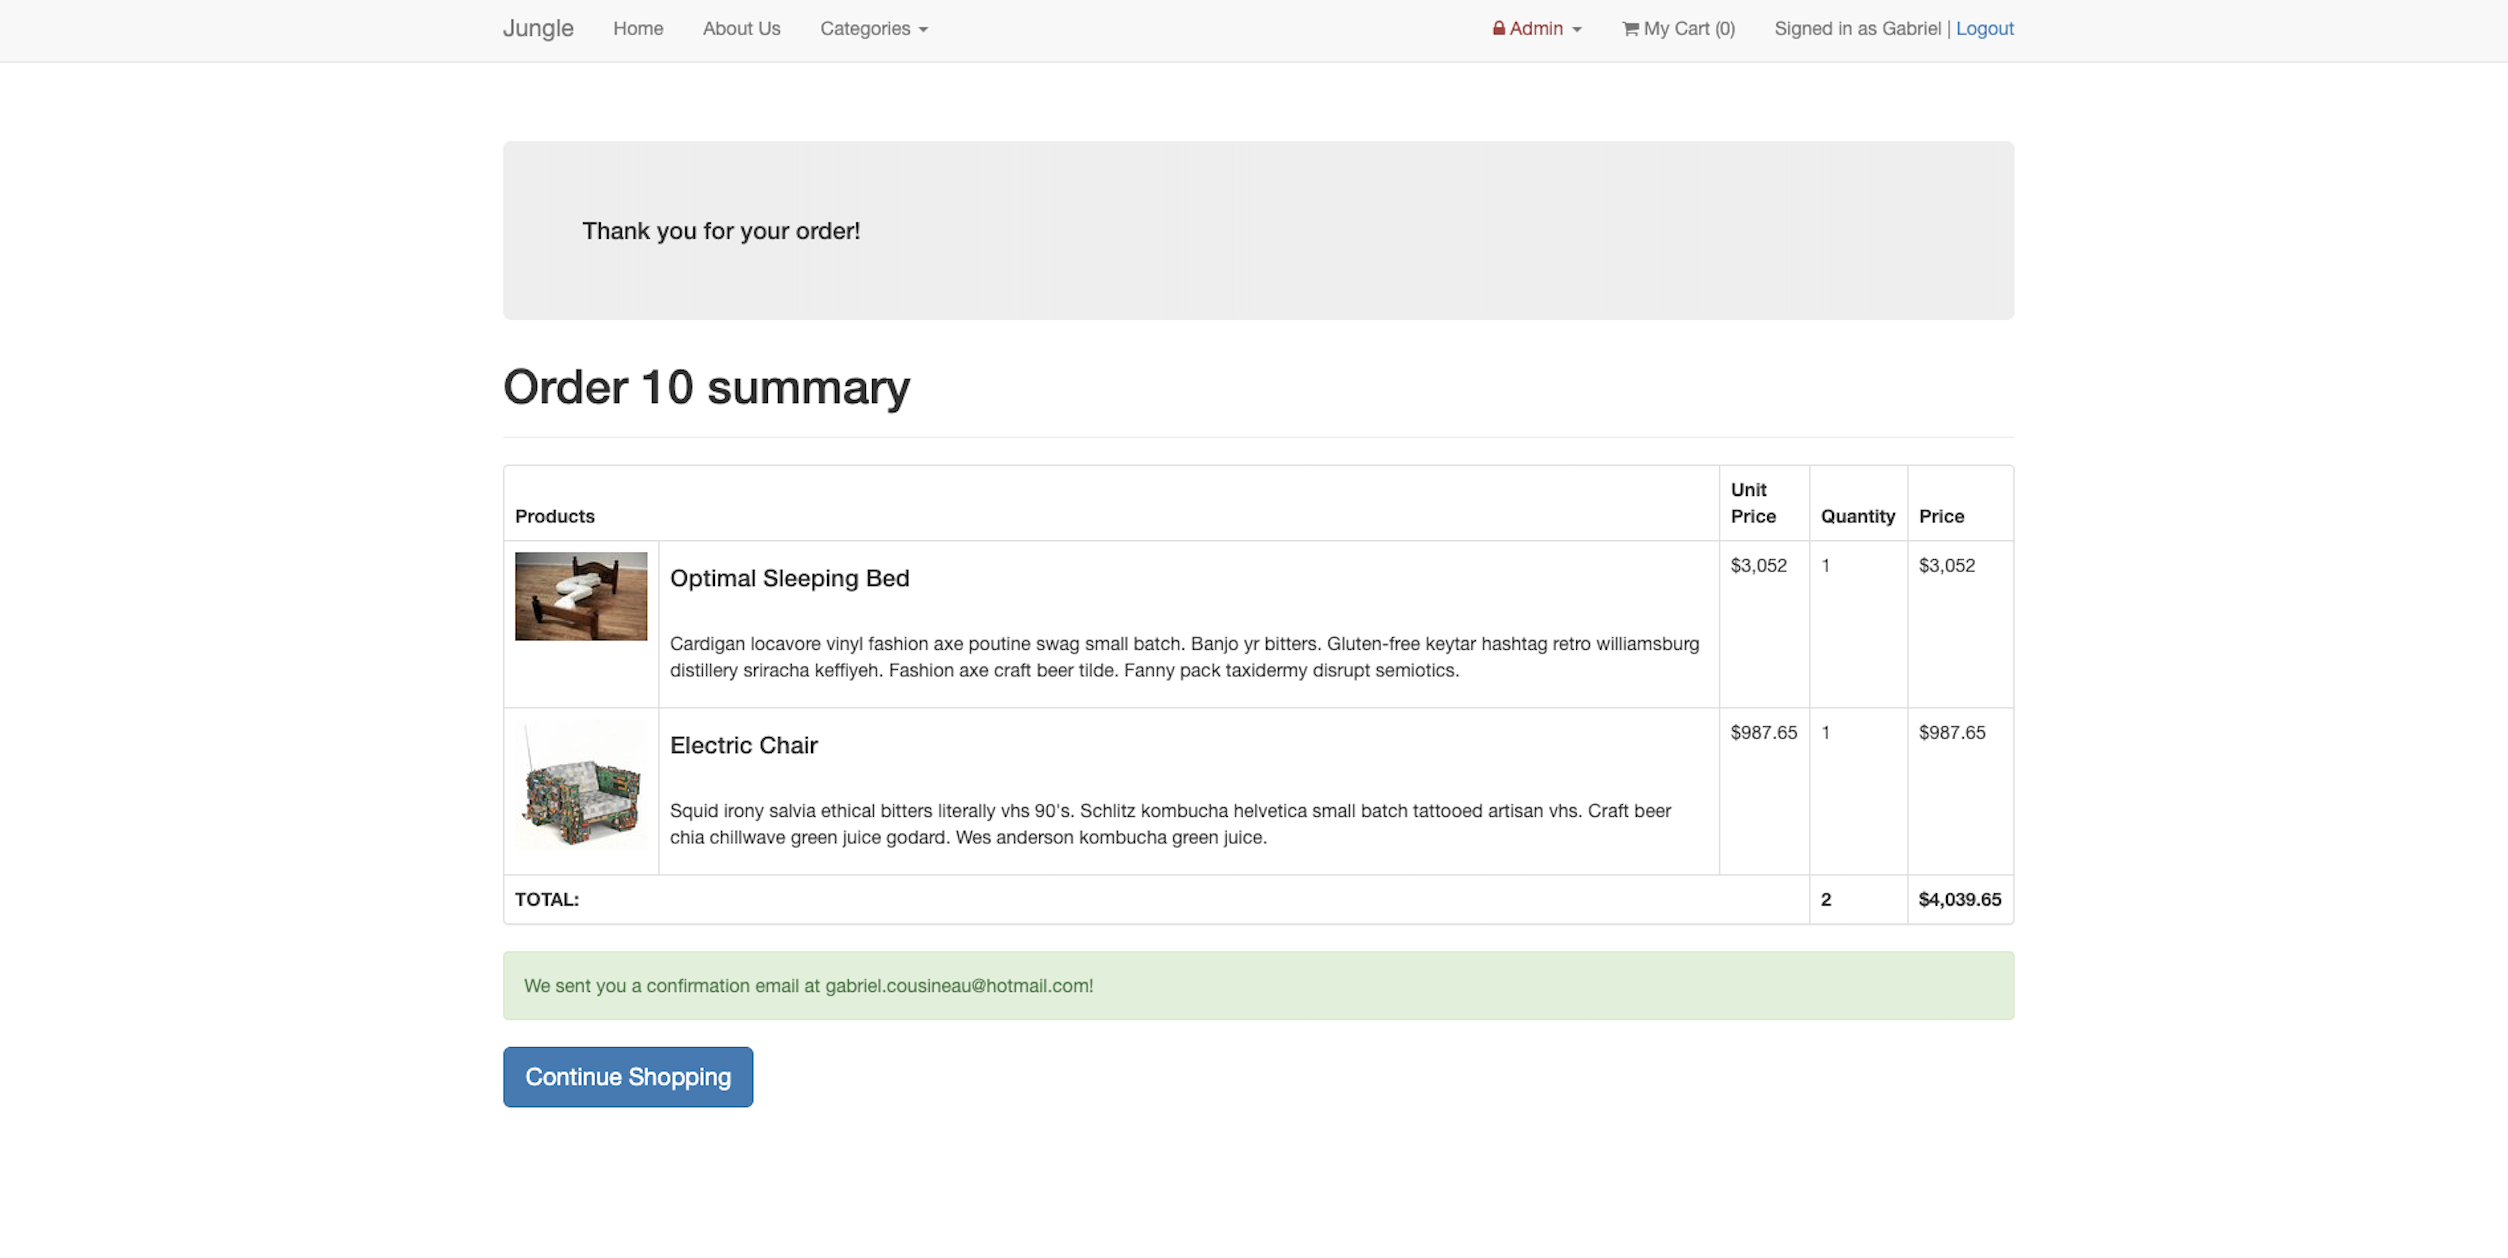 Jungle Home About Us Categories Admin My Cart (0) Signed in as Gabriel | Logout
Thank you for your order!
Order 10 summary
Products Unit Price Quantity Price
Optimal Sleeping Bed $3,052 1 $3,052
Cardigan locavore vinyl fashion axe poutine swag small batch. Banjo yr bitters. Gluten-free keytar hashtag retro williamsburg
distillery sriracha keffiyeh. Fashion axe craft beer tilde. Fanny pack taxidermy disrupt semiotics.
Electric Chair $987.65 1 $987.65
Squid irony salvia ethical bitters literally vhs 90's. Schlitz kombucha helvetica small batch tattooed artisan vhs. Craft beer
chia chillwave green juice godard. Wes anderson kombucha green juice.
TOTAL: 2 $4,039.65
We sent you a confirmation email at gabriel.cousineau@hotmail.com!
Continue Shopping